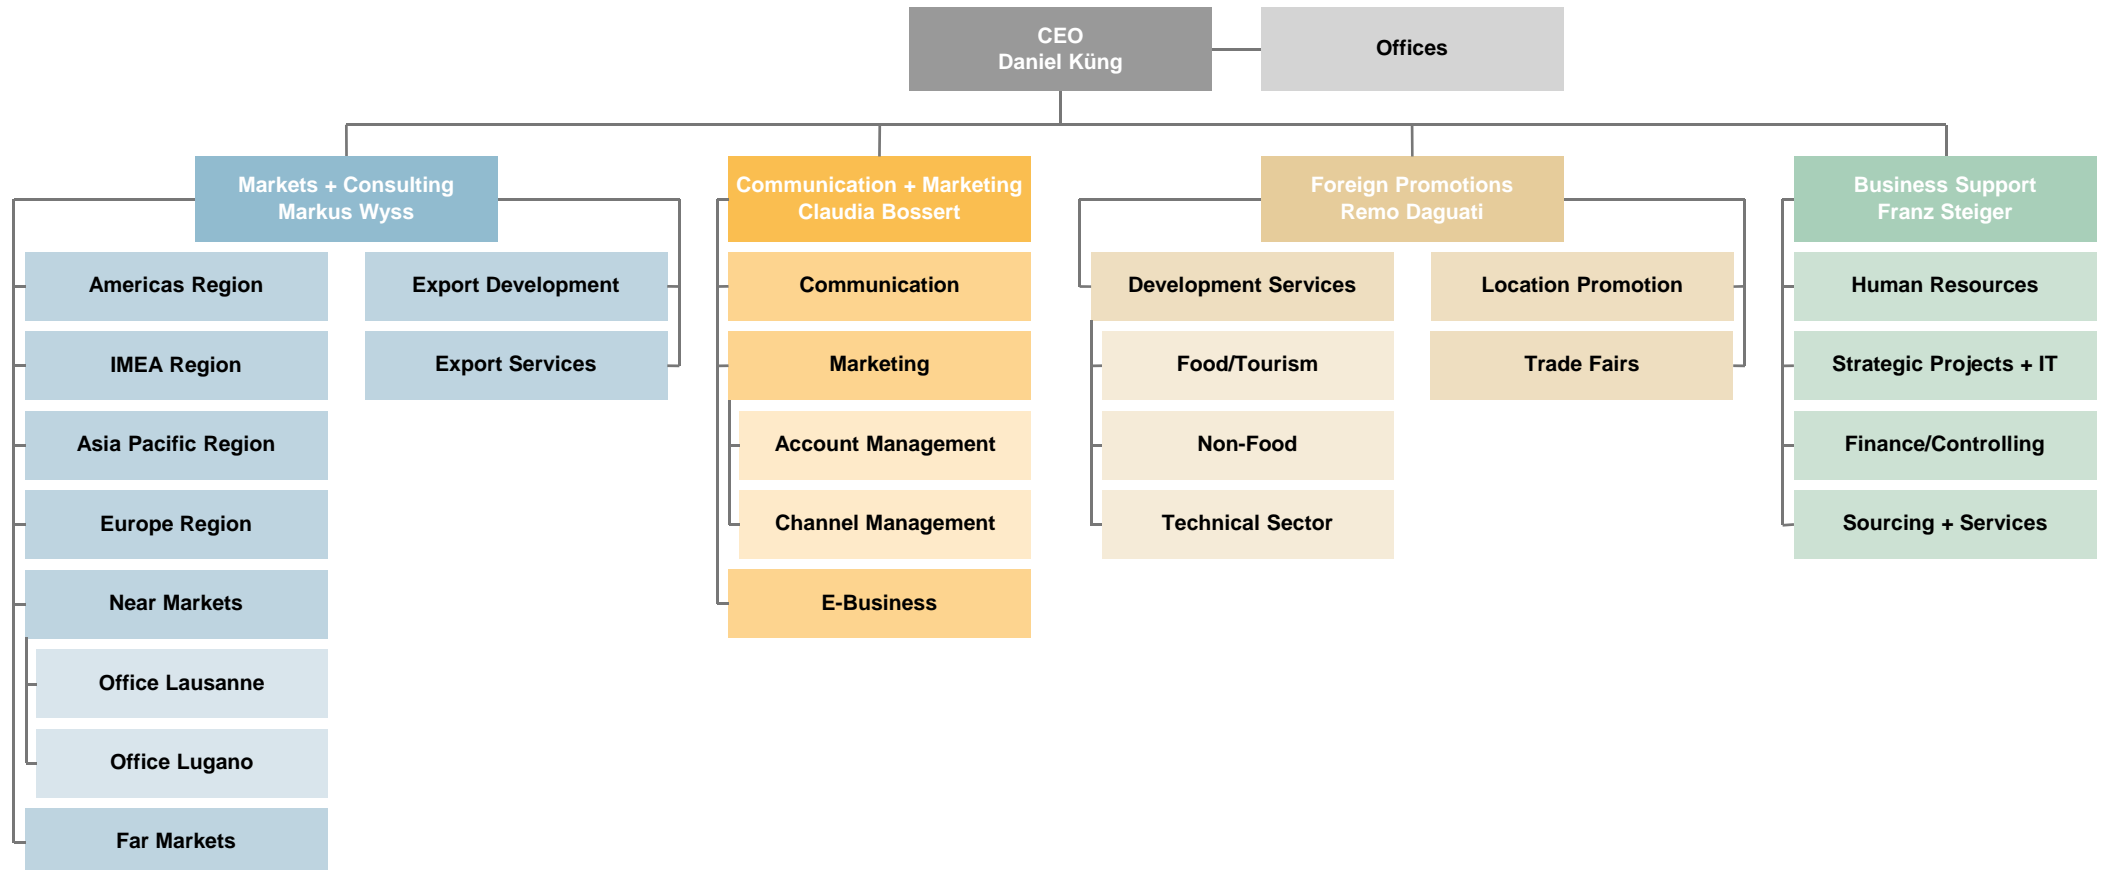 CEO
Daniel Küng
Offices
Markets + Consulting
Markus Wyss
Americas Region
IMEA Region
Asia Pacific Region
Europe Region
Near Markets
Office Lausanne
Office Lugano
Far Markets
Export Development
Export Services
Communication + Marketing
Claudia Bossert
Communication
Marketing
Account Management
Channel Management
E-Business
Foreign Promotions
Remo Daguati
Development Services
Food/Tourism
Non-Food
Technical Sector
Location Promotion
Trade Fairs
Business Support
Franz Steiger
Human Resources
Strategic Projects + IT
Finance/Controlling
Sourcing + Services